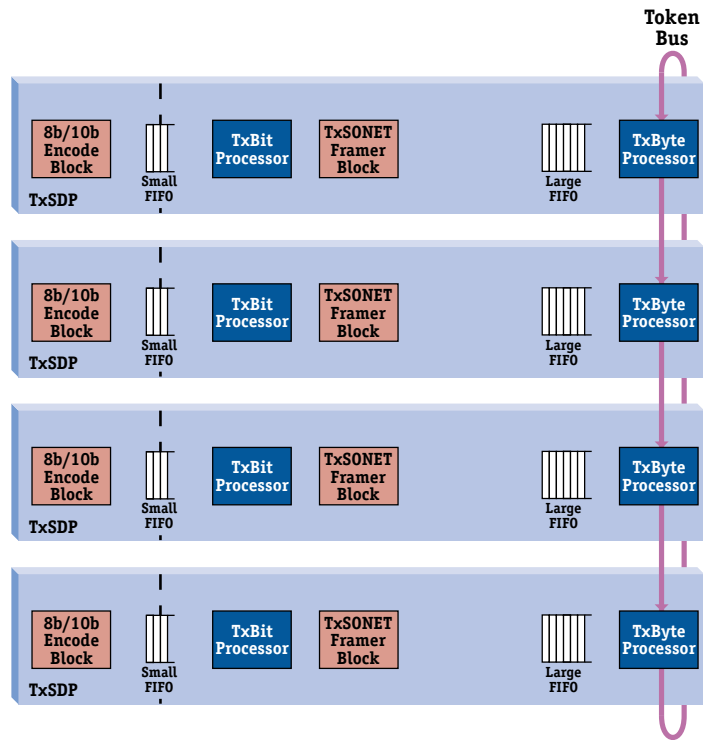 Token
Bus
8b/10b
Encode
Block
Small
FIFO
TxBit
Processor
TxSONET
Framer
Block
Large
FIFO
TxByte
Processor
TxSDP
8b/10b
Encode
Block
Small
FIFO
TxBit
Processor
TxSONET
Framer
Block
Large
FIFO
TxByte
Processor
TxSDP
8b/10b
Encode
Block
Small
FIFO
TxBit
Processor
TxSONET
Framer
Block
Large
FIFO
TxByte
Processor
TxSDP
8b/10b
Encode
Block
Small
FIFO
TxBit
Processor
TxSONET
Framer
Block
Large
FIFO
TxByte
Processor
TxSDP